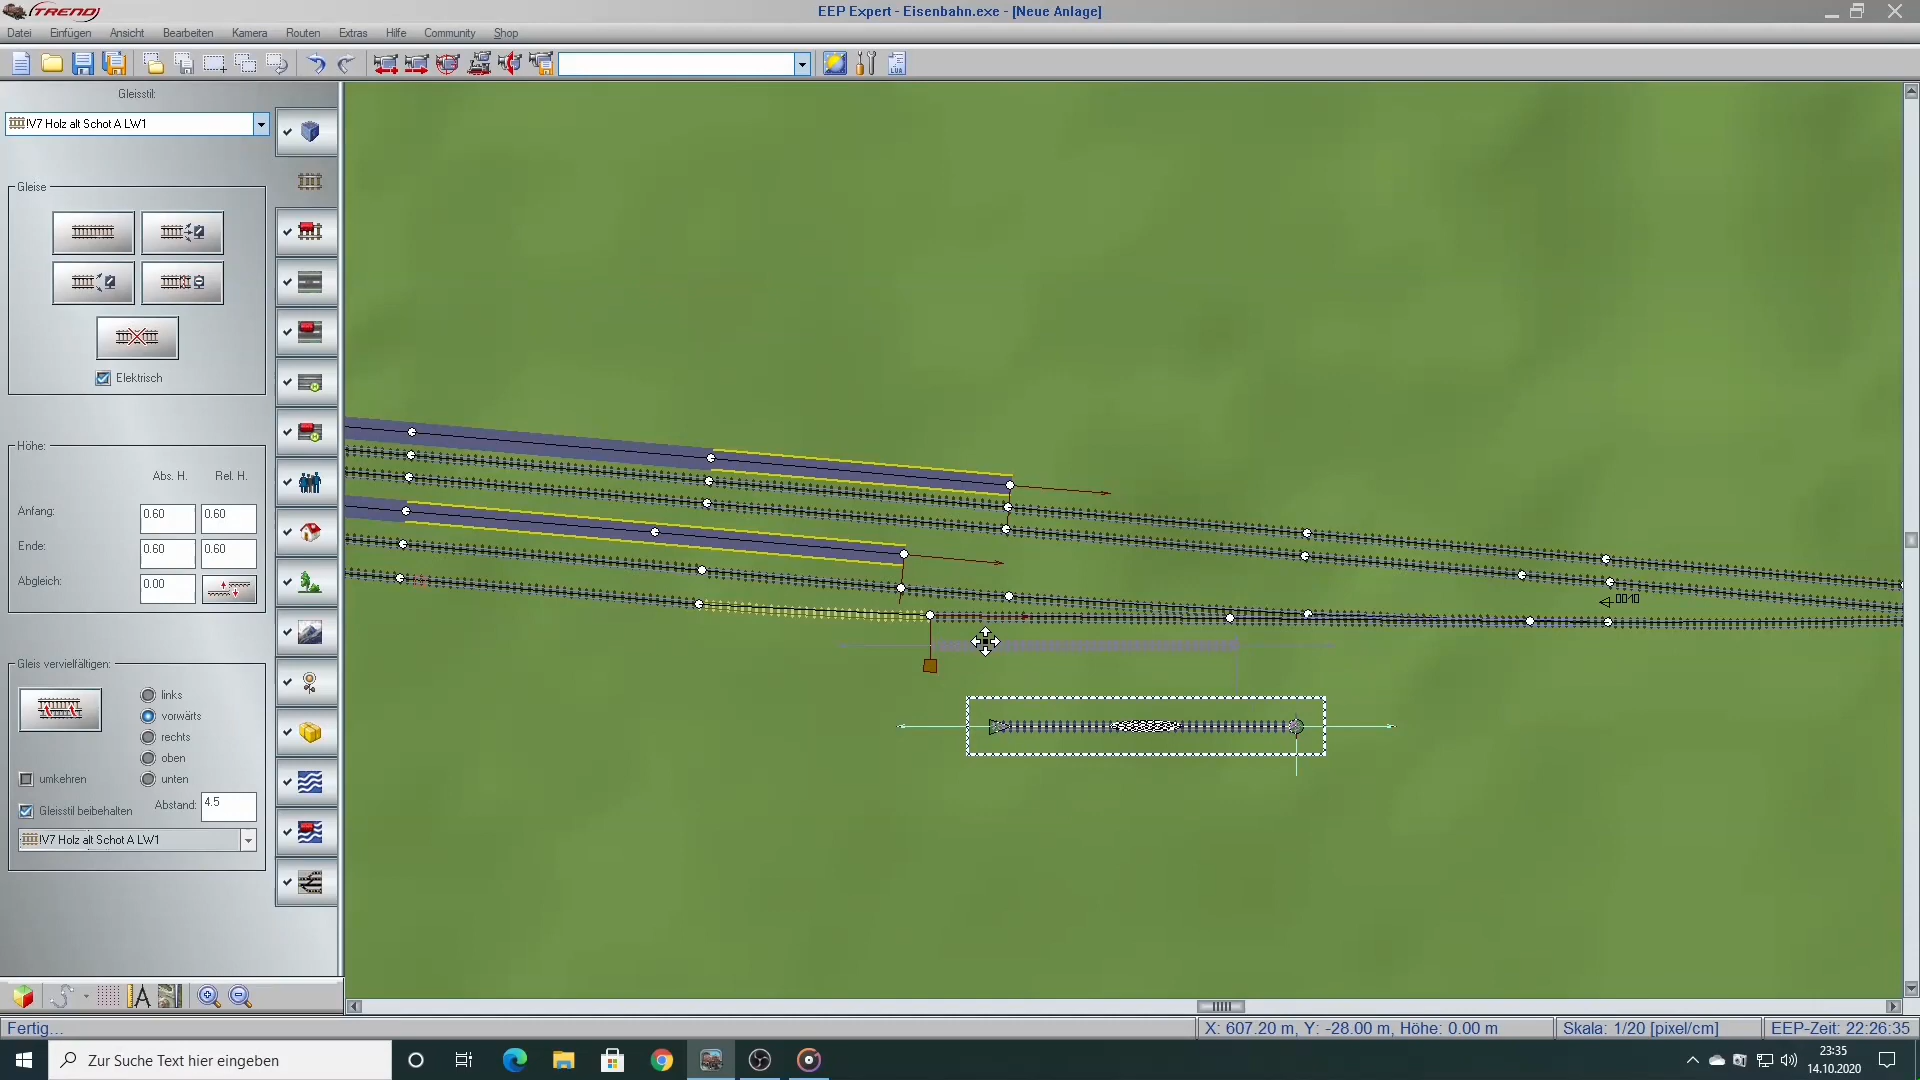 TREND
EEP Expert - Eisenbahn.exe - [Neue Anlage]
Datei Einfügen Ansicht Bearbeiten Kamera Routen Extras Hilfe Community Shop
LUA
Gleisstil:
!V7 Holz alt Schot A LW1
Gleise
Elektrisch
Höhe:
Abs. H. Rel. H.
Anfang: 0.60 0.60
Ende: 0.60 0.60
Abgleich: 0.00
Gleis vervielfältigen:
links
vorwärts
rechts
oben
umkehren unten
Gleisstil beibehalten Abstand: 4.5
!V7 Holz alt Schot A LW1
0010
Fertig...
X: 607.20 m, Y: -28.00 m, Höhe: 0.00 m
Skala: 1/20 [pixel/cm]
EEP-Zeit: 22:26:35
Zur Suche Text hier eingeben
23:35
14.10.2020